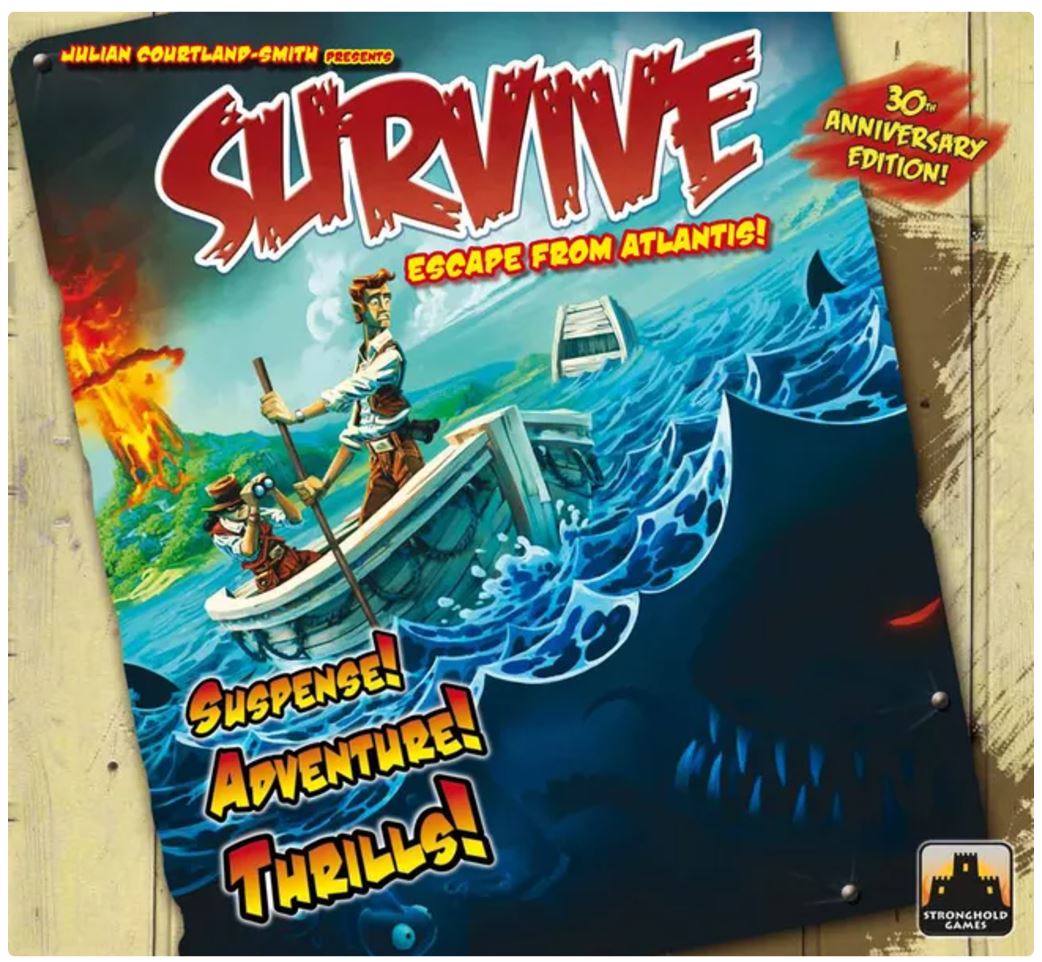 JULIAN COURTLAND-SMITH PRESENTS
SURVIVE
ESCAPE FROM ATLANTIS!
30TH
ANNIVERSARY
EDITION!
SUSPENSE!
ADVENTURE!
THRILLS!
STRONGHOLD
GAMES